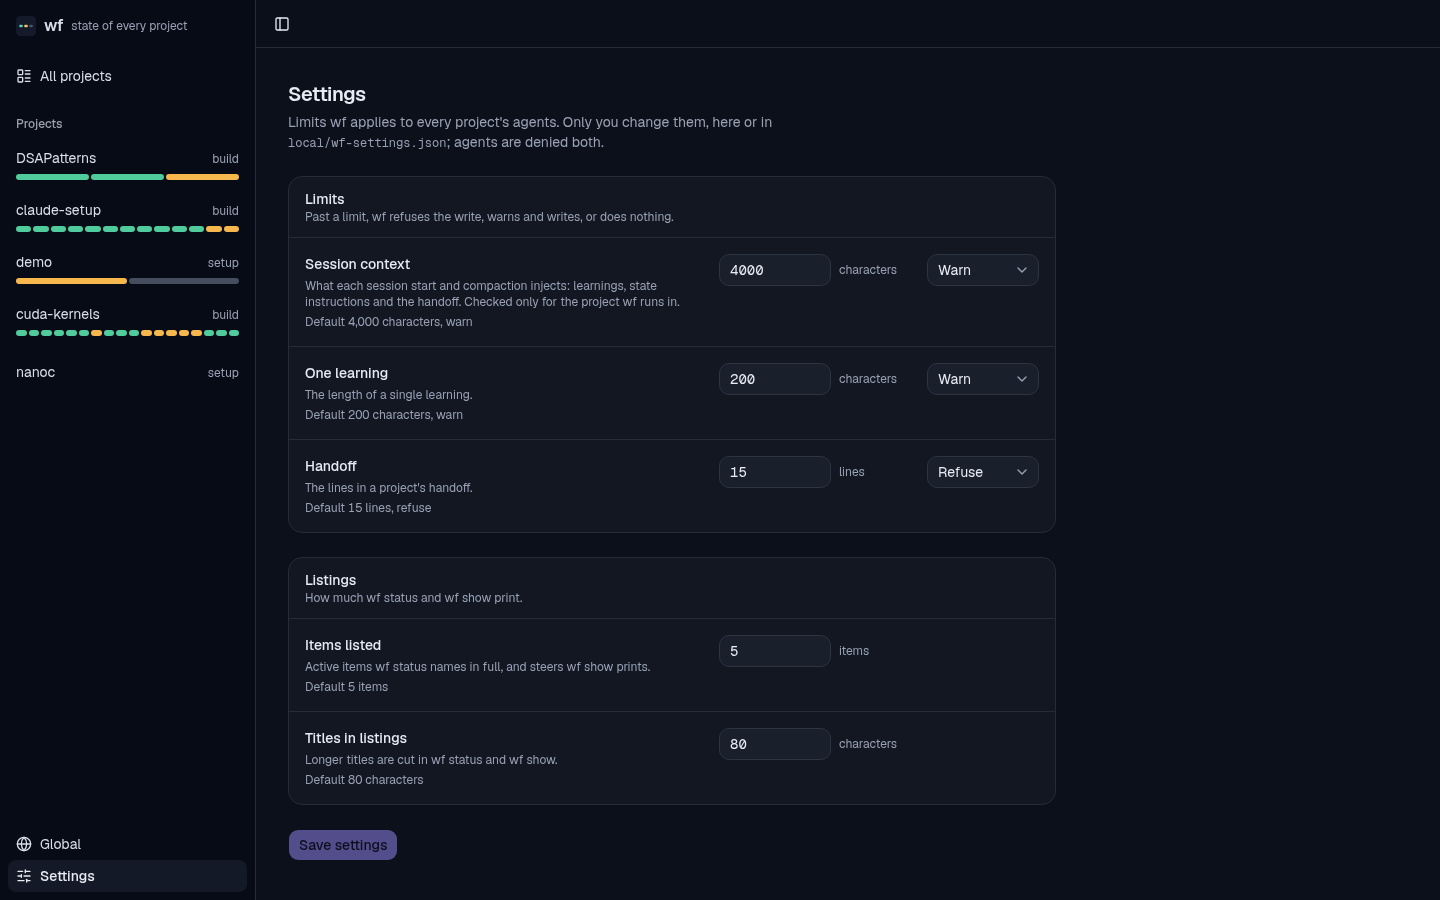 wf state of every project
All projects
Projects
DSAPatterns build
claude-setup build
demo setup
cuda-kernels build
nanoc setup
Global
Settings
Settings
Limits wf applies to every project's agents. Only you change them, here or in
local/wf-settings.json; agents are denied both.
Limits
Past a limit, wf refuses the write, warns and writes, or does nothing.
Session context
4000 characters Warn
What each session start and compaction injects: learnings, state
instructions and the handoff. Checked only for the project wf runs in.
Default 4,000 characters, warn
One learning
200 characters Warn
The length of a single learning.
Default 200 characters, warn
Handoff
15 lines Refuse
The lines in a project's handoff.
Default 15 lines, refuse
Listings
How much wf status and wf show print.
Items listed
5 items
Active items wf status names in full, and steers wf show prints.
Default 5 items
Titles in listings
80 characters
Longer titles are cut in wf status and wf show.
Default 80 characters
Save settings